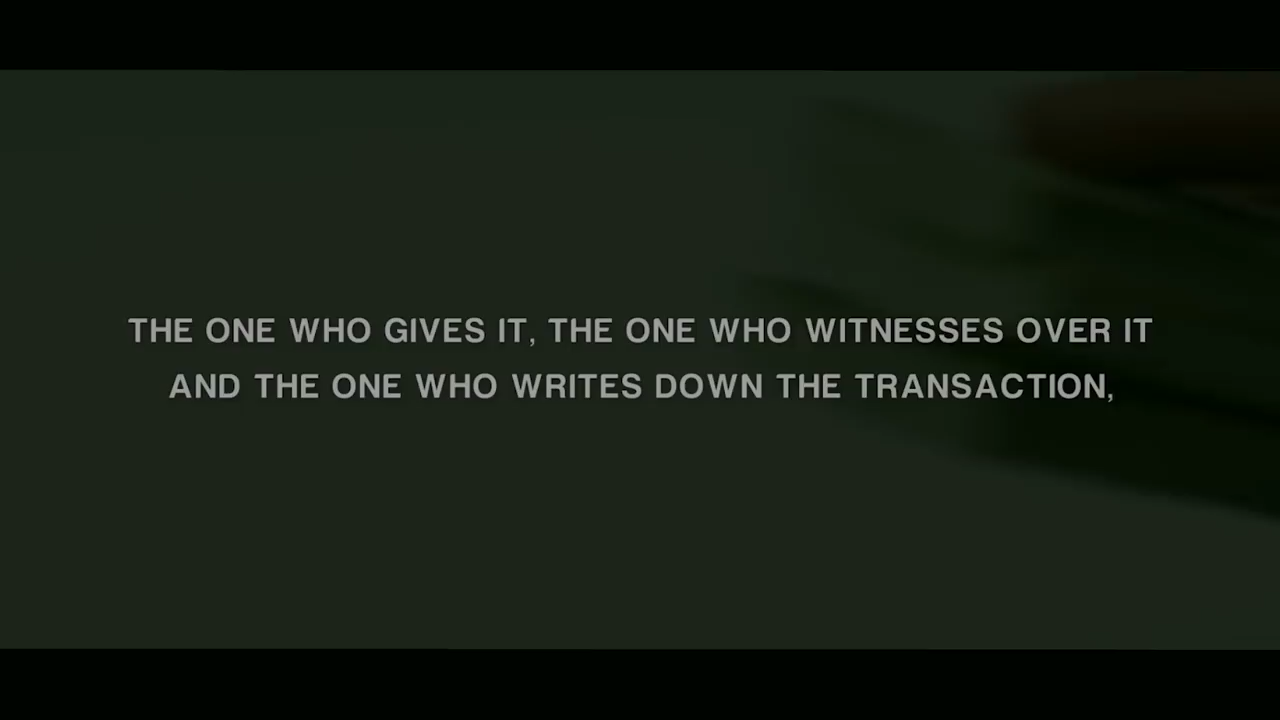 THE ONE WHO GIVES IT, THE ONE WHO WITNESSES OVER IT
AND THE ONE WHO WRITES DOWN THE TRANSACTION,